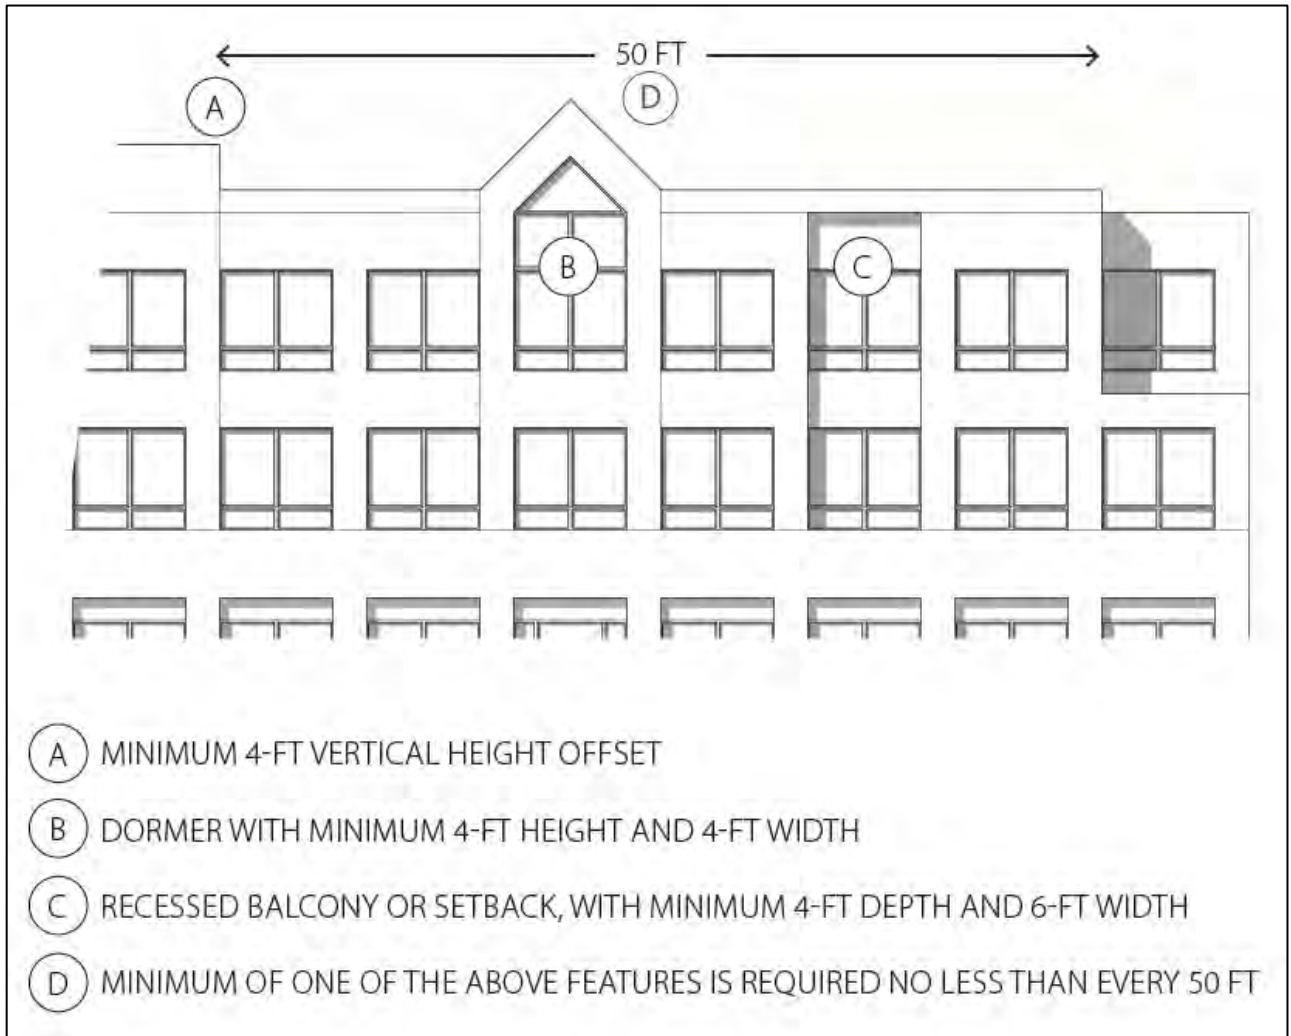 50 FT
A
D
B
C
A MINIMUM 4-FT VERTICAL HEIGHT OFFSET
B DORMER WITH MINIMUM 4-FT HEIGHT AND 4-FT WIDTH
C RECESSED BALCONY OR SETBACK, WITH MINIMUM 4-FT DEPTH AND 6-FT WIDTH
D MINIMUM OF ONE OF THE ABOVE FEATURES IS REQUIRED NO LESS THAN EVERY 50 FT